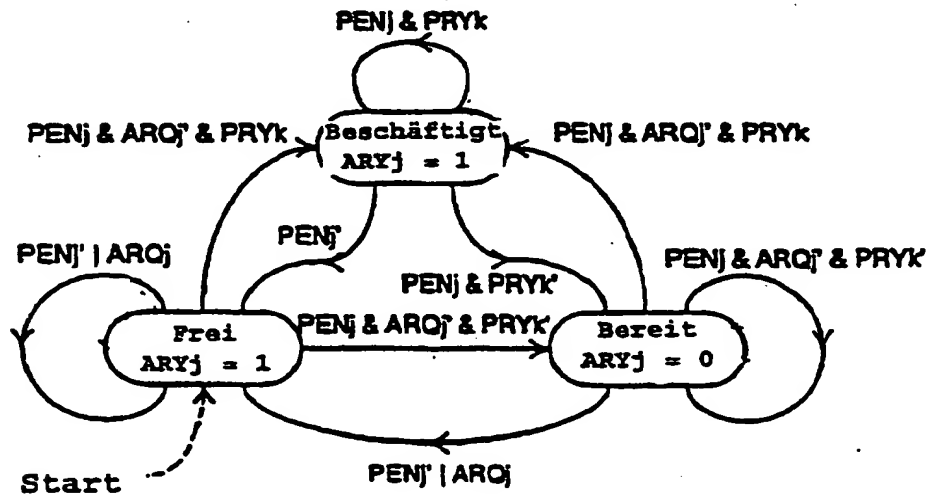 PENj & PRYk
PENj & ARQj' & PRYk
Beschäftigt
ARYj = 1
PENj & ARQj' & PRYk
PENj'
PENj' | ARQj
PENj & PRYk'
PENj & ARQj' & PRYk'
Frei
ARYj = 1
PENj & ARQj' & PRYk'
Bereit
ARYj = 0
Start
PENj' | ARQj